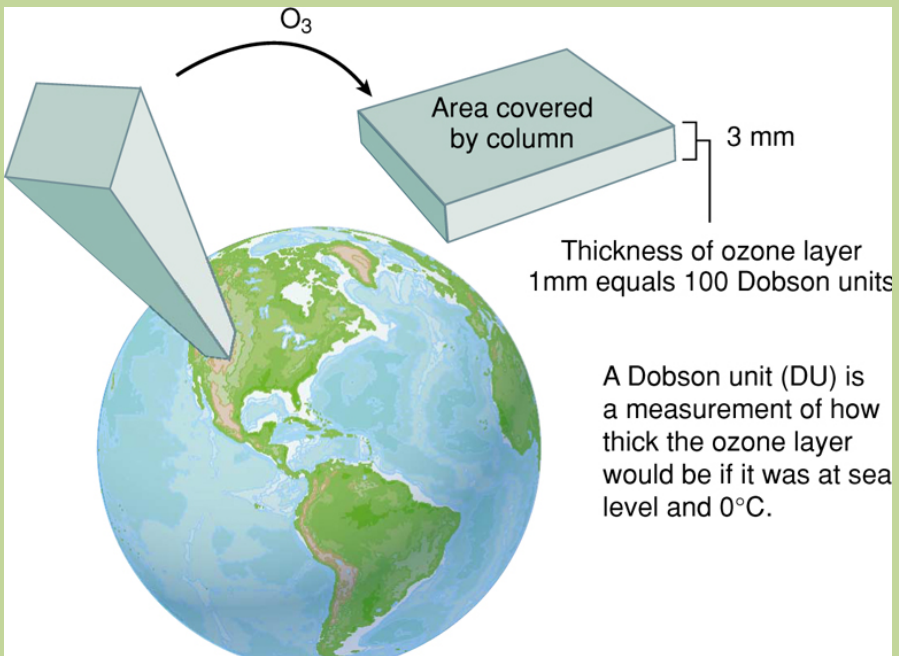 O₃
Area covered
by column
3 mm
Thickness of ozone layer
1mm equals 100 Dobson units
A Dobson unit (DU) is
a measurement of how
thick the ozone layer
would be if it was at sea
level and 0°C.